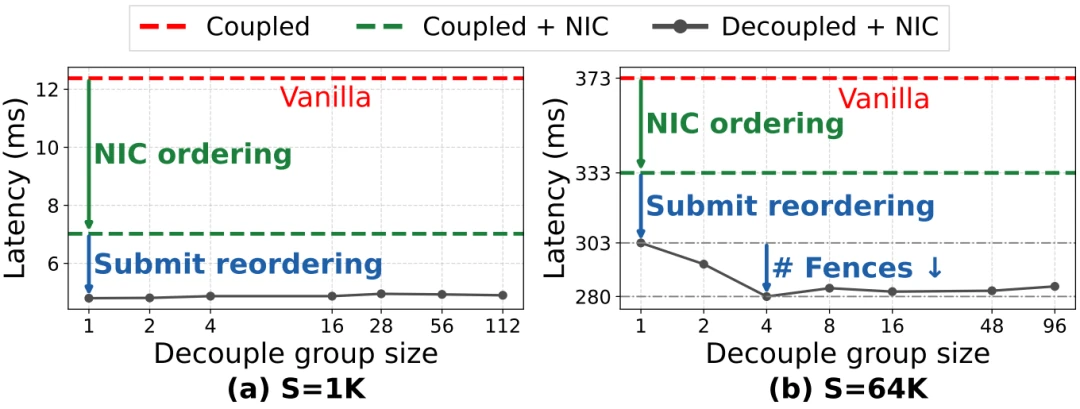 Coupled Coupled + NIC Decoupled + NIC
Latency (ms)
12
10
8
6
Vanilla
NIC ordering
Submit reordering
1 2 4 16 28 56 112
Decouple group size
(a) S=1K
Latency (ms)
373
333
303
280
Vanilla
NIC ordering
Submit reordering
# Fences ↓
1 2 4 8 16 48 96
Decouple group size
(b) S=64K